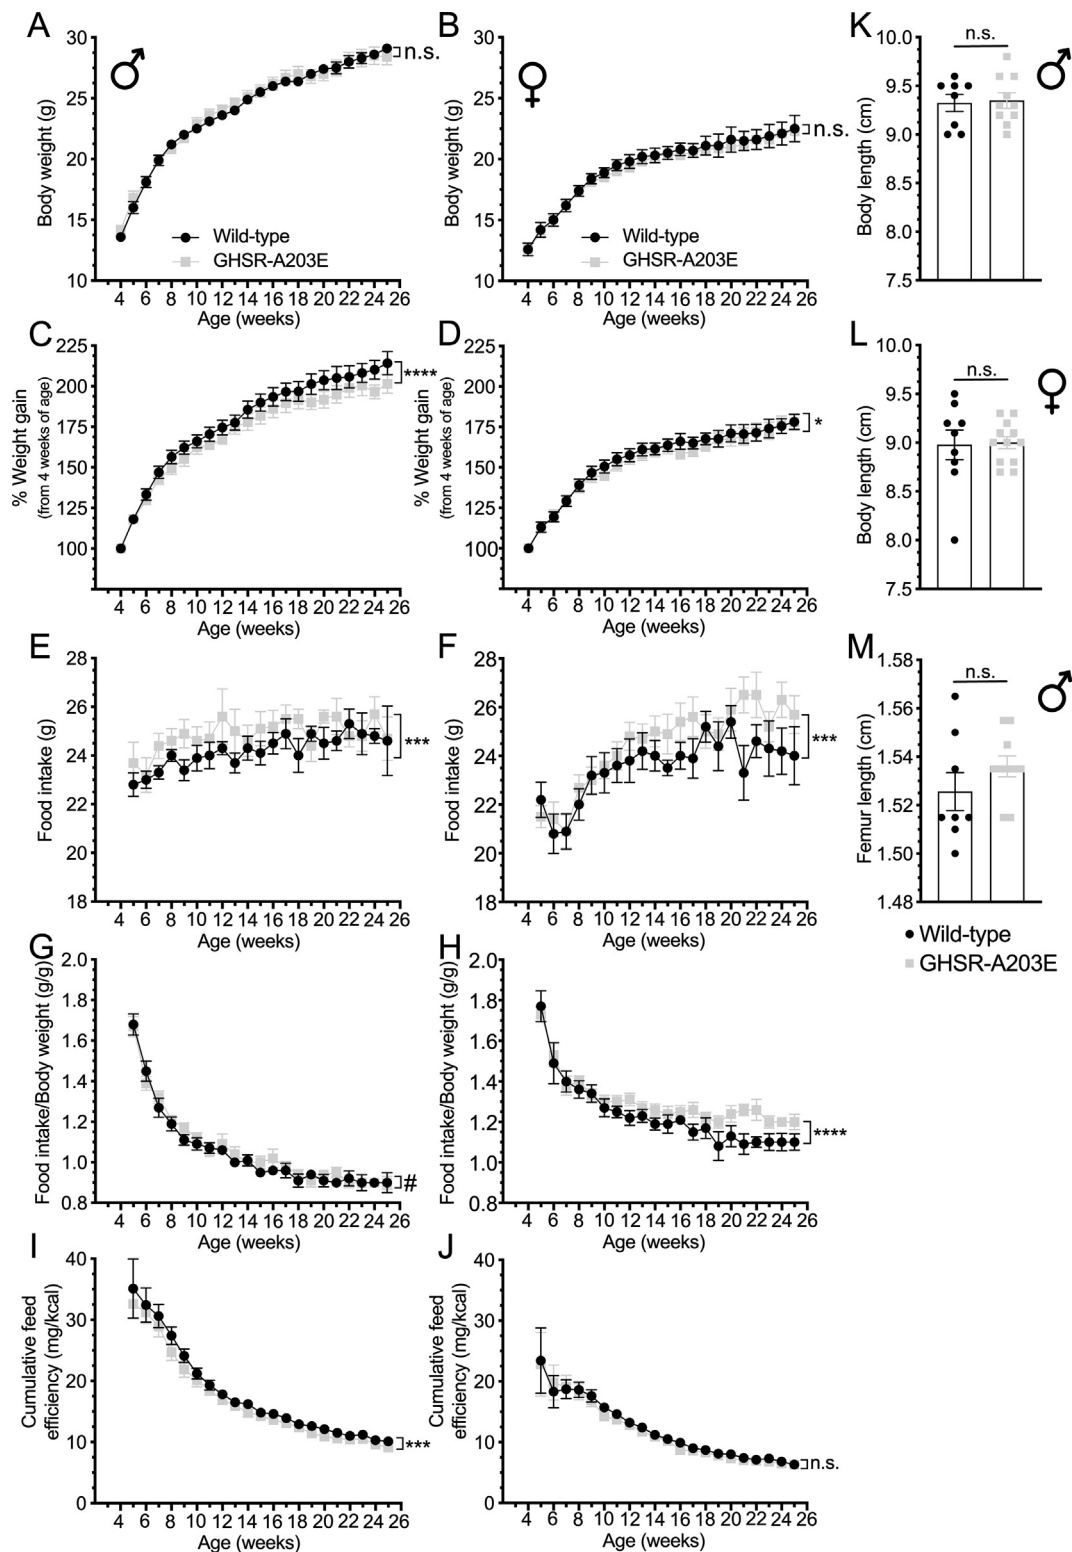 A
30
25
20
15
10
Body weight (g)
♂
n.s.
Wild-type
GHSR-A203E
4 6 8 10 12 14 16 18 20 22 24 26
Age (weeks)
B
30
25
20
15
10
Body weight (g)
♀
n.s.
Wild-type
GHSR-A203E
4 6 8 10 12 14 16 18 20 22 24 26
Age (weeks)
K
10.0
9.5
9.0
8.5
8.0
7.5
Body length (cm)
n.s.
♂
C
225
200
175
150
125
100
% Weight gain
(from 4 weeks of age)
****
4 6 8 10 12 14 16 18 20 22 24 26
Age (weeks)
D
225
200
175
150
125
100
% Weight gain
(from 4 weeks of age)
*
4 6 8 10 12 14 16 18 20 22 24 26
Age (weeks)
L
10.0
9.5
9.0
8.5
8.0
7.5
Body length (cm)
n.s.
♀
E
28
26
24
22
20
18
Food intake (g)
***
4 6 8 10 12 14 16 18 20 22 24 26
Age (weeks)
F
28
26
24
22
20
18
Food intake (g)
***
4 6 8 10 12 14 16 18 20 22 24 26
Age (weeks)
M
1.58
1.56
1.54
1.52
1.50
1.48
Femur length (cm)
n.s.
♂
Wild-type
GHSR-A203E
G
2.0
1.8
1.6
1.4
1.2
1.0
0.8
Food intake/Body weight (g/g)
#
4 6 8 10 12 14 16 18 20 22 24 26
Age (weeks)
H
2.0
1.8
1.6
1.4
1.2
1.0
0.8
Food intake/Body weight (g/g)
****
4 6 8 10 12 14 16 18 20 22 24 26
Age (weeks)
I
40
30
20
10
0
Cumulative feed
efficiency (mg/kcal)
***
4 6 8 10 12 14 16 18 20 22 24 26
Age (weeks)
J
40
30
20
10
0
Cumulative feed
efficiency (mg/kcal)
n.s.
4 6 8 10 12 14 16 18 20 22 24 26
Age (weeks)